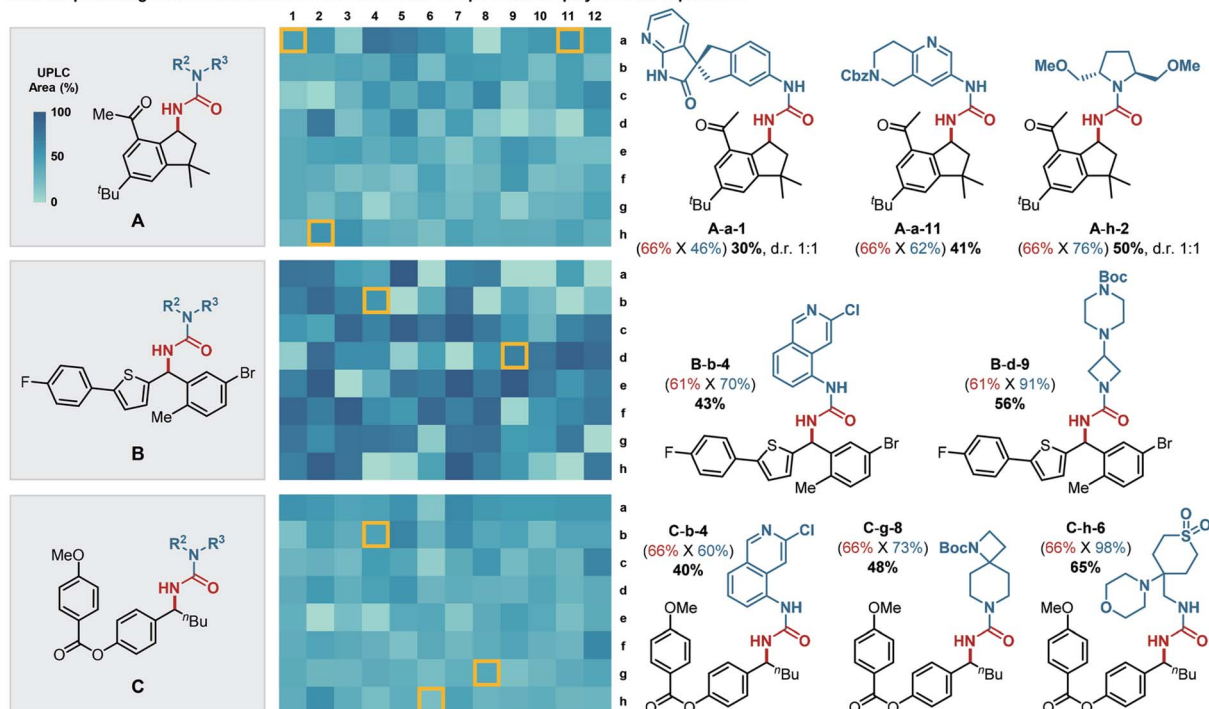 1 2 3 4 5 6 7 8 9 10 11 12
UPLC
Area (%)
100
50
0
R² R³
N
HN O
O
Me
ᵗBu
A
a
b
c
d
e
f
g
h
N
HN
O
NH
HN O
O
ᵗBu
A-a-1
(66% X 46%) 30%, d.r. 1:1
N
CbzN
NH
HN O
O
ᵗBu
A-a-11
(66% X 62%) 41%
MeO OMe
N
HN O
O
ᵗBu
A-h-2
(66% X 76%) 50%, d.r. 1:1
R² R³
N
HN O
F S Br
Me
B
a
b
c
d
e
f
g
h
B-b-4
(61% X 70%)
43%
N Cl
NH
HN O
F S Br
Me
B-d-9
(61% X 91%)
56%
Boc
N
N
N
HN O
F S Br
Me
R² R³
N
MeO
HN O
ⁿBu
O O
C
a
b
c
d
e
f
g
h
C-b-4
(66% X 60%)
40%
N Cl
NH
OMe
HN O
ⁿBu
O O
C-g-8
(66% X 73%)
48%
BocN
N
OMe
HN O
ⁿBu
O O
C-h-6
(66% X 98%)
65%
O O
S
N
O
NH
MeO
HN O
ⁿBu
O O